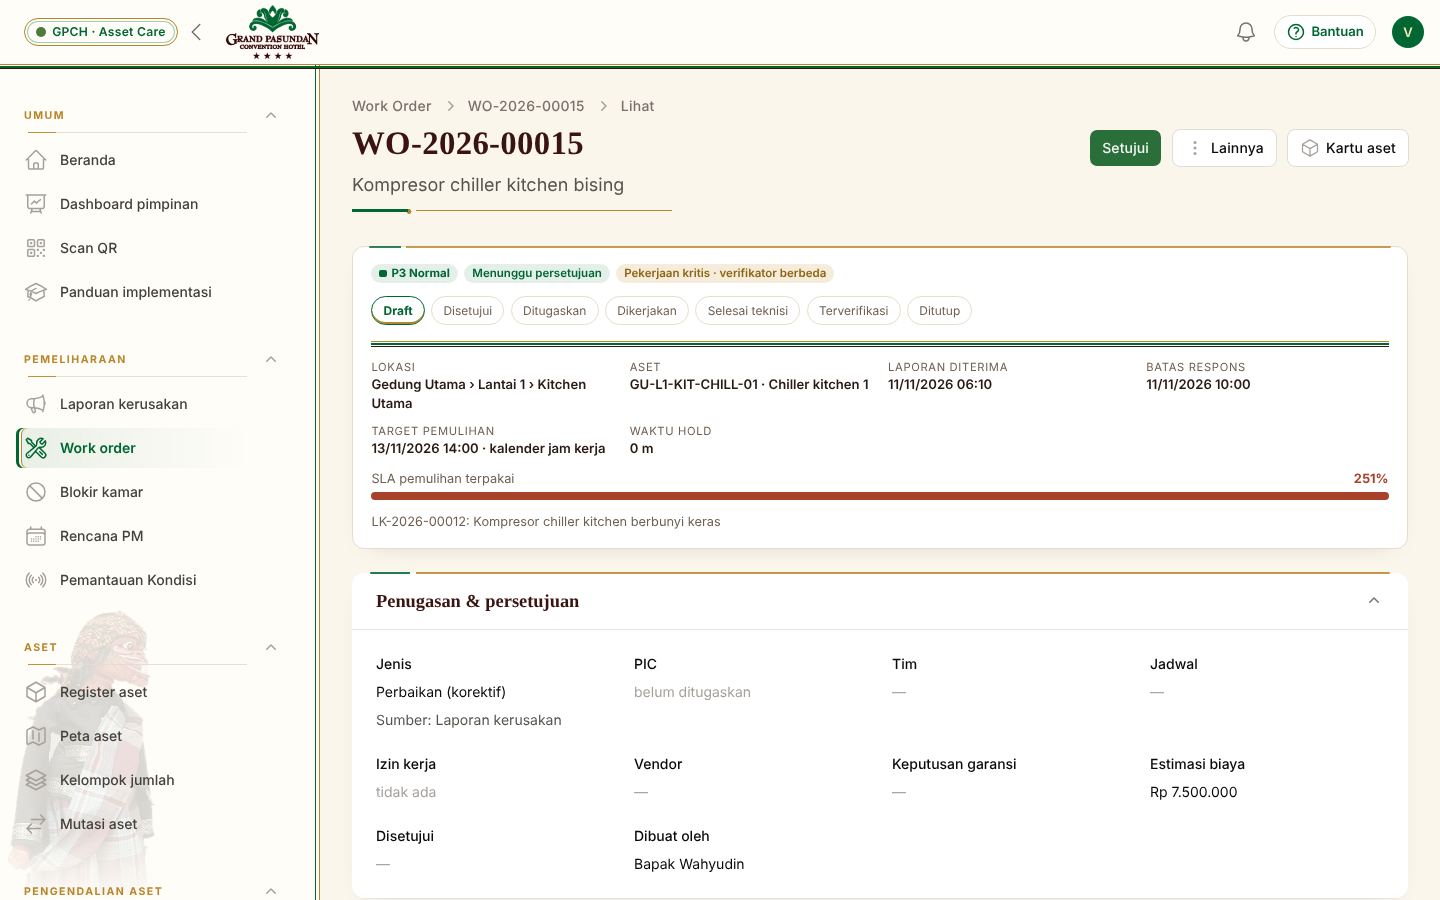 GPCH · Asset Care
GRAND PASUNDAN
CONVENTION HOTEL
Bantuan
V
UMUM
Beranda
Dashboard pimpinan
Scan QR
Panduan implementasi
PEMELIHARAAN
Laporan kerusakan
Work order
Blokir kamar
Rencana PM
Pemantauan Kondisi
ASET
Register aset
Peta aset
Kelompok jumlah
Mutasi aset
PENGENDALIAN ASET
Work Order > WO-2026-00015 > Lihat
WO-2026-00015
Kompresor chiller kitchen bising
Setujui
Lainnya
Kartu aset
P3 Normal
Menunggu persetujuan
Pekerjaan kritis · verifikator berbeda
Draft
Disetujui
Ditugaskan
Dikerjakan
Selesai teknisi
Terverifikasi
Ditutup
LOKASI
Gedung Utama › Lantai 1 › Kitchen
Utama
ASET
GU-L1-KIT-CHILL-01 · Chiller kitchen 1
LAPORAN DITERIMA
11/11/2026 06:10
BATAS RESPONS
11/11/2026 10:00
TARGET PEMULIHAN
13/11/2026 14:00 · kalender jam kerja
WAKTU HOLD
0 m
SLA pemulihan terpakai
251%
LK-2026-00012: Kompresor chiller kitchen berbunyi keras
Penugasan & persetujuan
Jenis
Perbaikan (korektif)
Sumber: Laporan kerusakan
PIC
belum ditugaskan
Tim
—
Jadwal
—
Izin kerja
tidak ada
Vendor
—
Keputusan garansi
—
Estimasi biaya
Rp 7.500.000
Disetujui
—
Dibuat oleh
Bapak Wahyudin